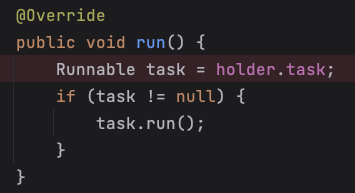 @Override
public void run() {
    Runnable task = holder.task;
    if (task != null) {
        task.run();
    }
}